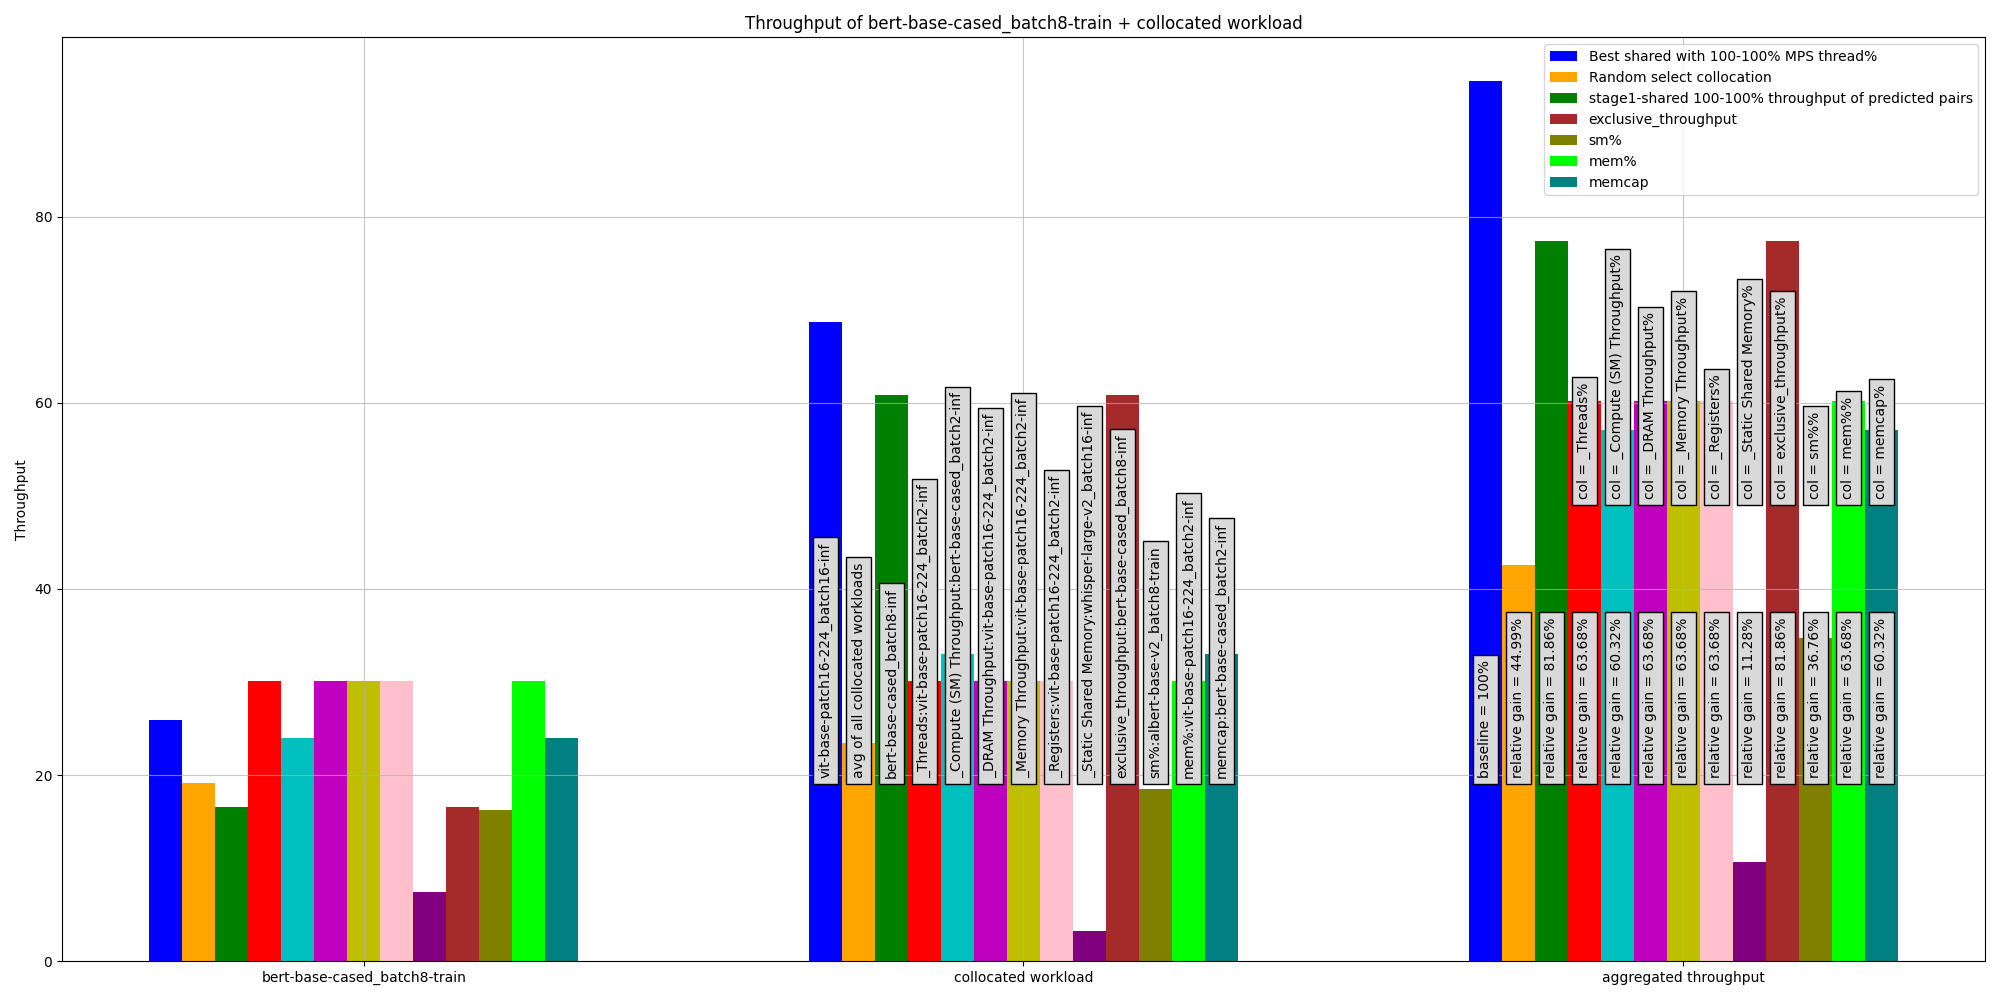 Throughput of bert-base-cased_batch8-train + collocated workload
Best shared with 100-100% MPS thread%
Random select collocation
stage1-shared 100-100% throughput of predicted pairs
exclusive_throughput
sm%
mem%
memcap
Throughput
80
60
40
20
0
vit-base-patch16-224_batch16-inf
avg of all collocated workloads
bert-base-cased_batch8-inf
_Threads:vit-base-patch16-224_batch2-inf
_Compute (SM) Throughput:bert-base-cased_batch2-inf
_DRAM Throughput:vit-base-patch16-224_batch2-inf
_Memory Throughput:vit-base-patch16-224_batch2-inf
_Registers:vit-base-patch16-224_batch2-inf
_Static Shared Memory:whisper-large-v2_batch16-inf
exclusive_throughput:bert-base-cased_batch8-inf
sm%:albert-base-v2_batch8-train
mem%:vit-base-patch16-224_batch2-inf
memcap:bert-base-cased_batch2-inf
col = _Threads%
col = _Compute (SM) Throughput%
col = _DRAM Throughput%
col = _Memory Throughput%
col = _Registers%
col = _Static Shared Memory%
col = exclusive_throughput%
col = sm%%
col = mem%%
col = memcap%
baseline = 100%
relative gain = 44.99%
relative gain = 81.86%
relative gain = 63.68%
relative gain = 60.32%
relative gain = 63.68%
relative gain = 63.68%
relative gain = 63.68%
relative gain = 11.28%
relative gain = 81.86%
relative gain = 36.76%
relative gain = 63.68%
relative gain = 60.32%
bert-base-cased_batch8-train
collocated workload
aggregated throughput